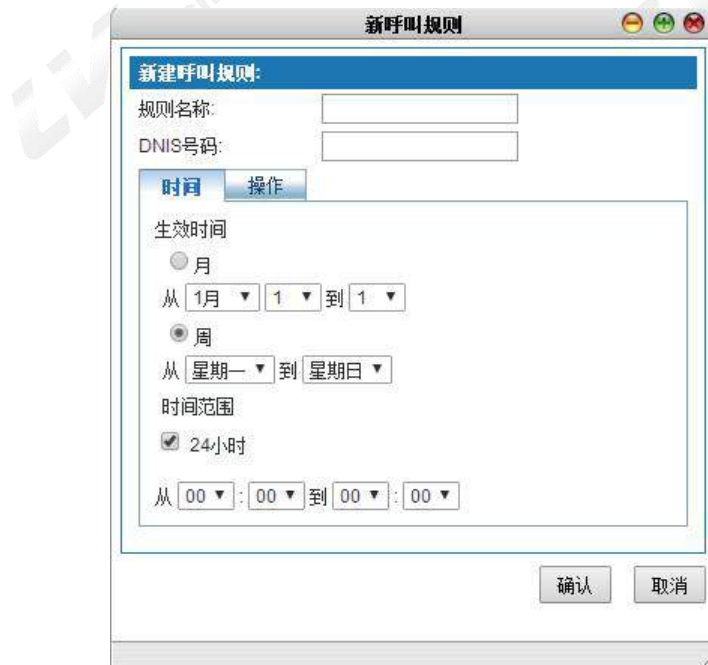 新呼叫规则
新建呼叫规则:
规则名称:
DNIS号码:
时间 操作
生效时间
月
从 1月 1 到 1
周
从 星期一 到 星期日
时间范围
24小时
从 00 : 00 到 00 : 00
确认 取消